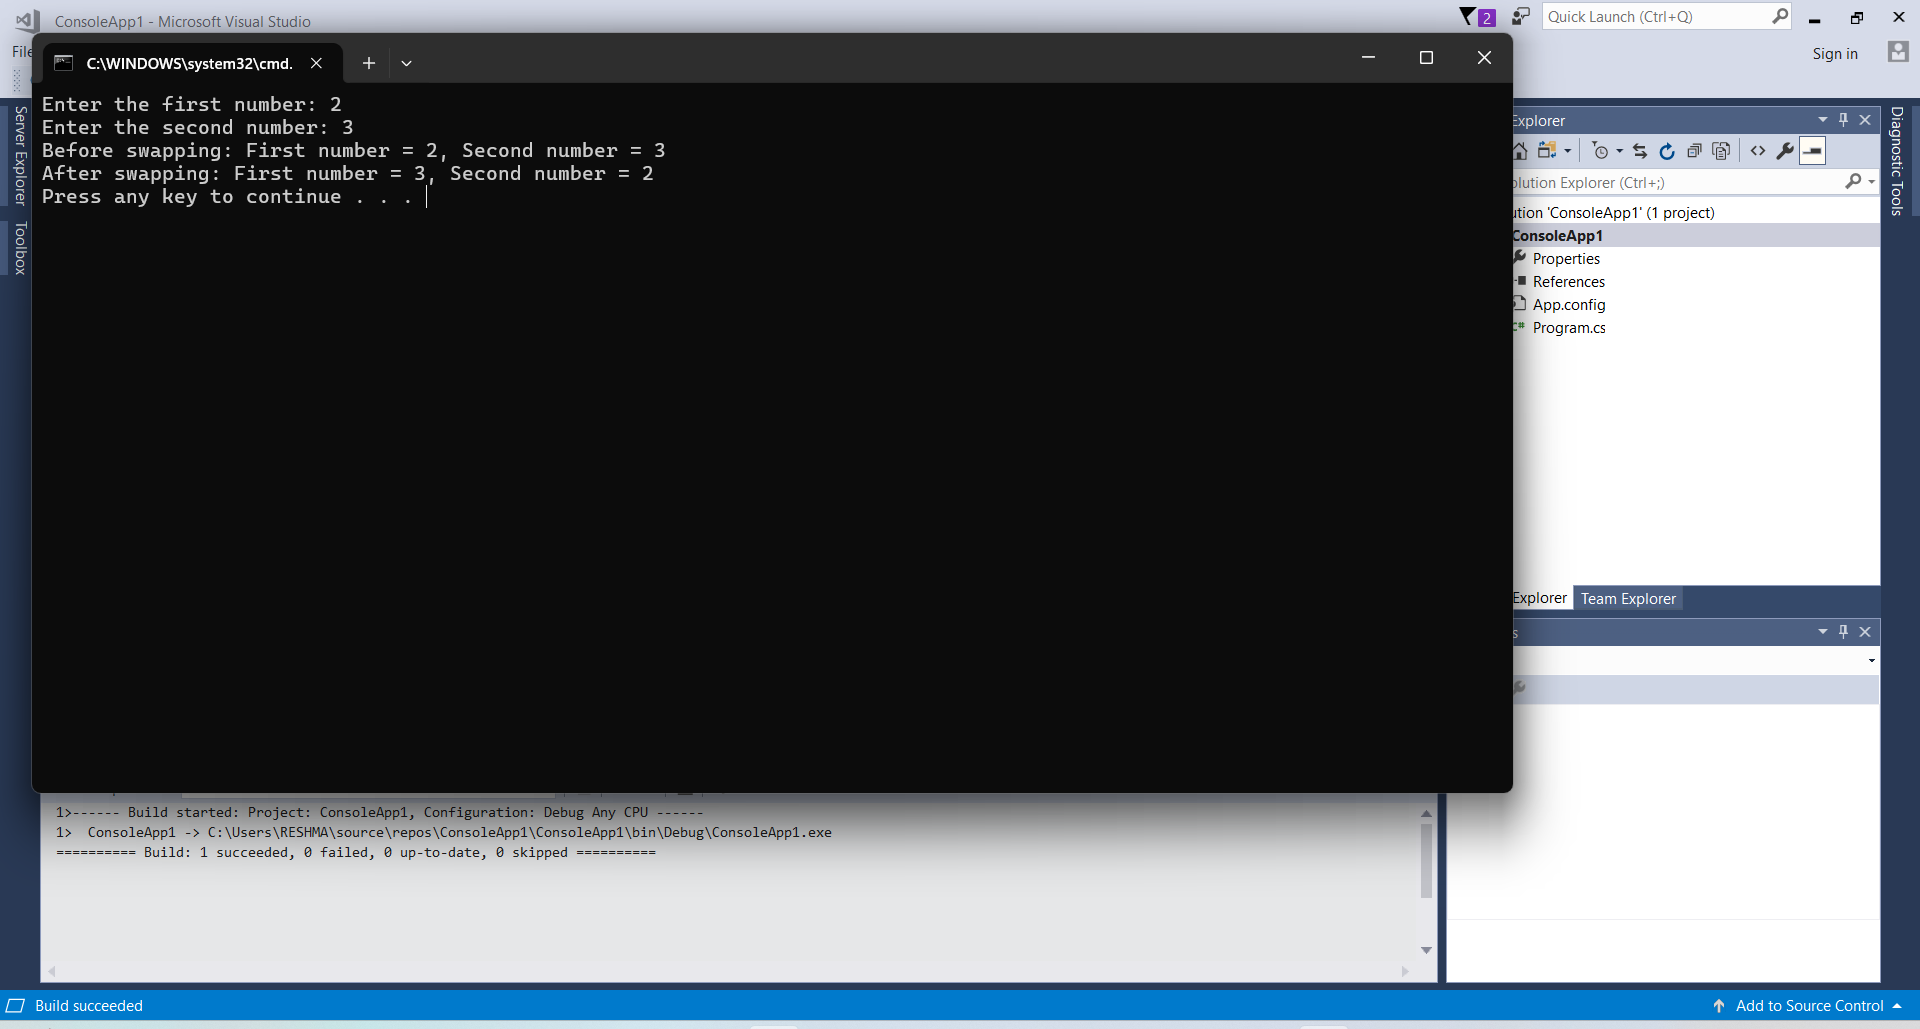 ConsoleApp1 - Microsoft Visual Studio
2
Quick Launch (Ctrl+Q)
File
Sign in
C:\WINDOWS\system32\cmd.
Enter the first number: 2
Enter the second number: 3
Before swapping: First number = 2, Second number = 3
After swapping: First number = 3, Second number = 2
Press any key to continue . . .
Server Explorer
Toolbox
Explorer
olution Explorer (Ctrl+;)
ution 'ConsoleApp1' (1 project)
ConsoleApp1
Properties
References
App.config
C# Program.cs
Diagnostic Tools
Explorer
Team Explorer
s
1>------ Build started: Project: ConsoleApp1, Configuration: Debug Any CPU ------
1>  ConsoleApp1 -> C:\Users\RESHMA\source\repos\ConsoleApp1\ConsoleApp1\bin\Debug\ConsoleApp1.exe
========== Build: 1 succeeded, 0 failed, 0 up-to-date, 0 skipped ==========
Build succeeded
Add to Source Control